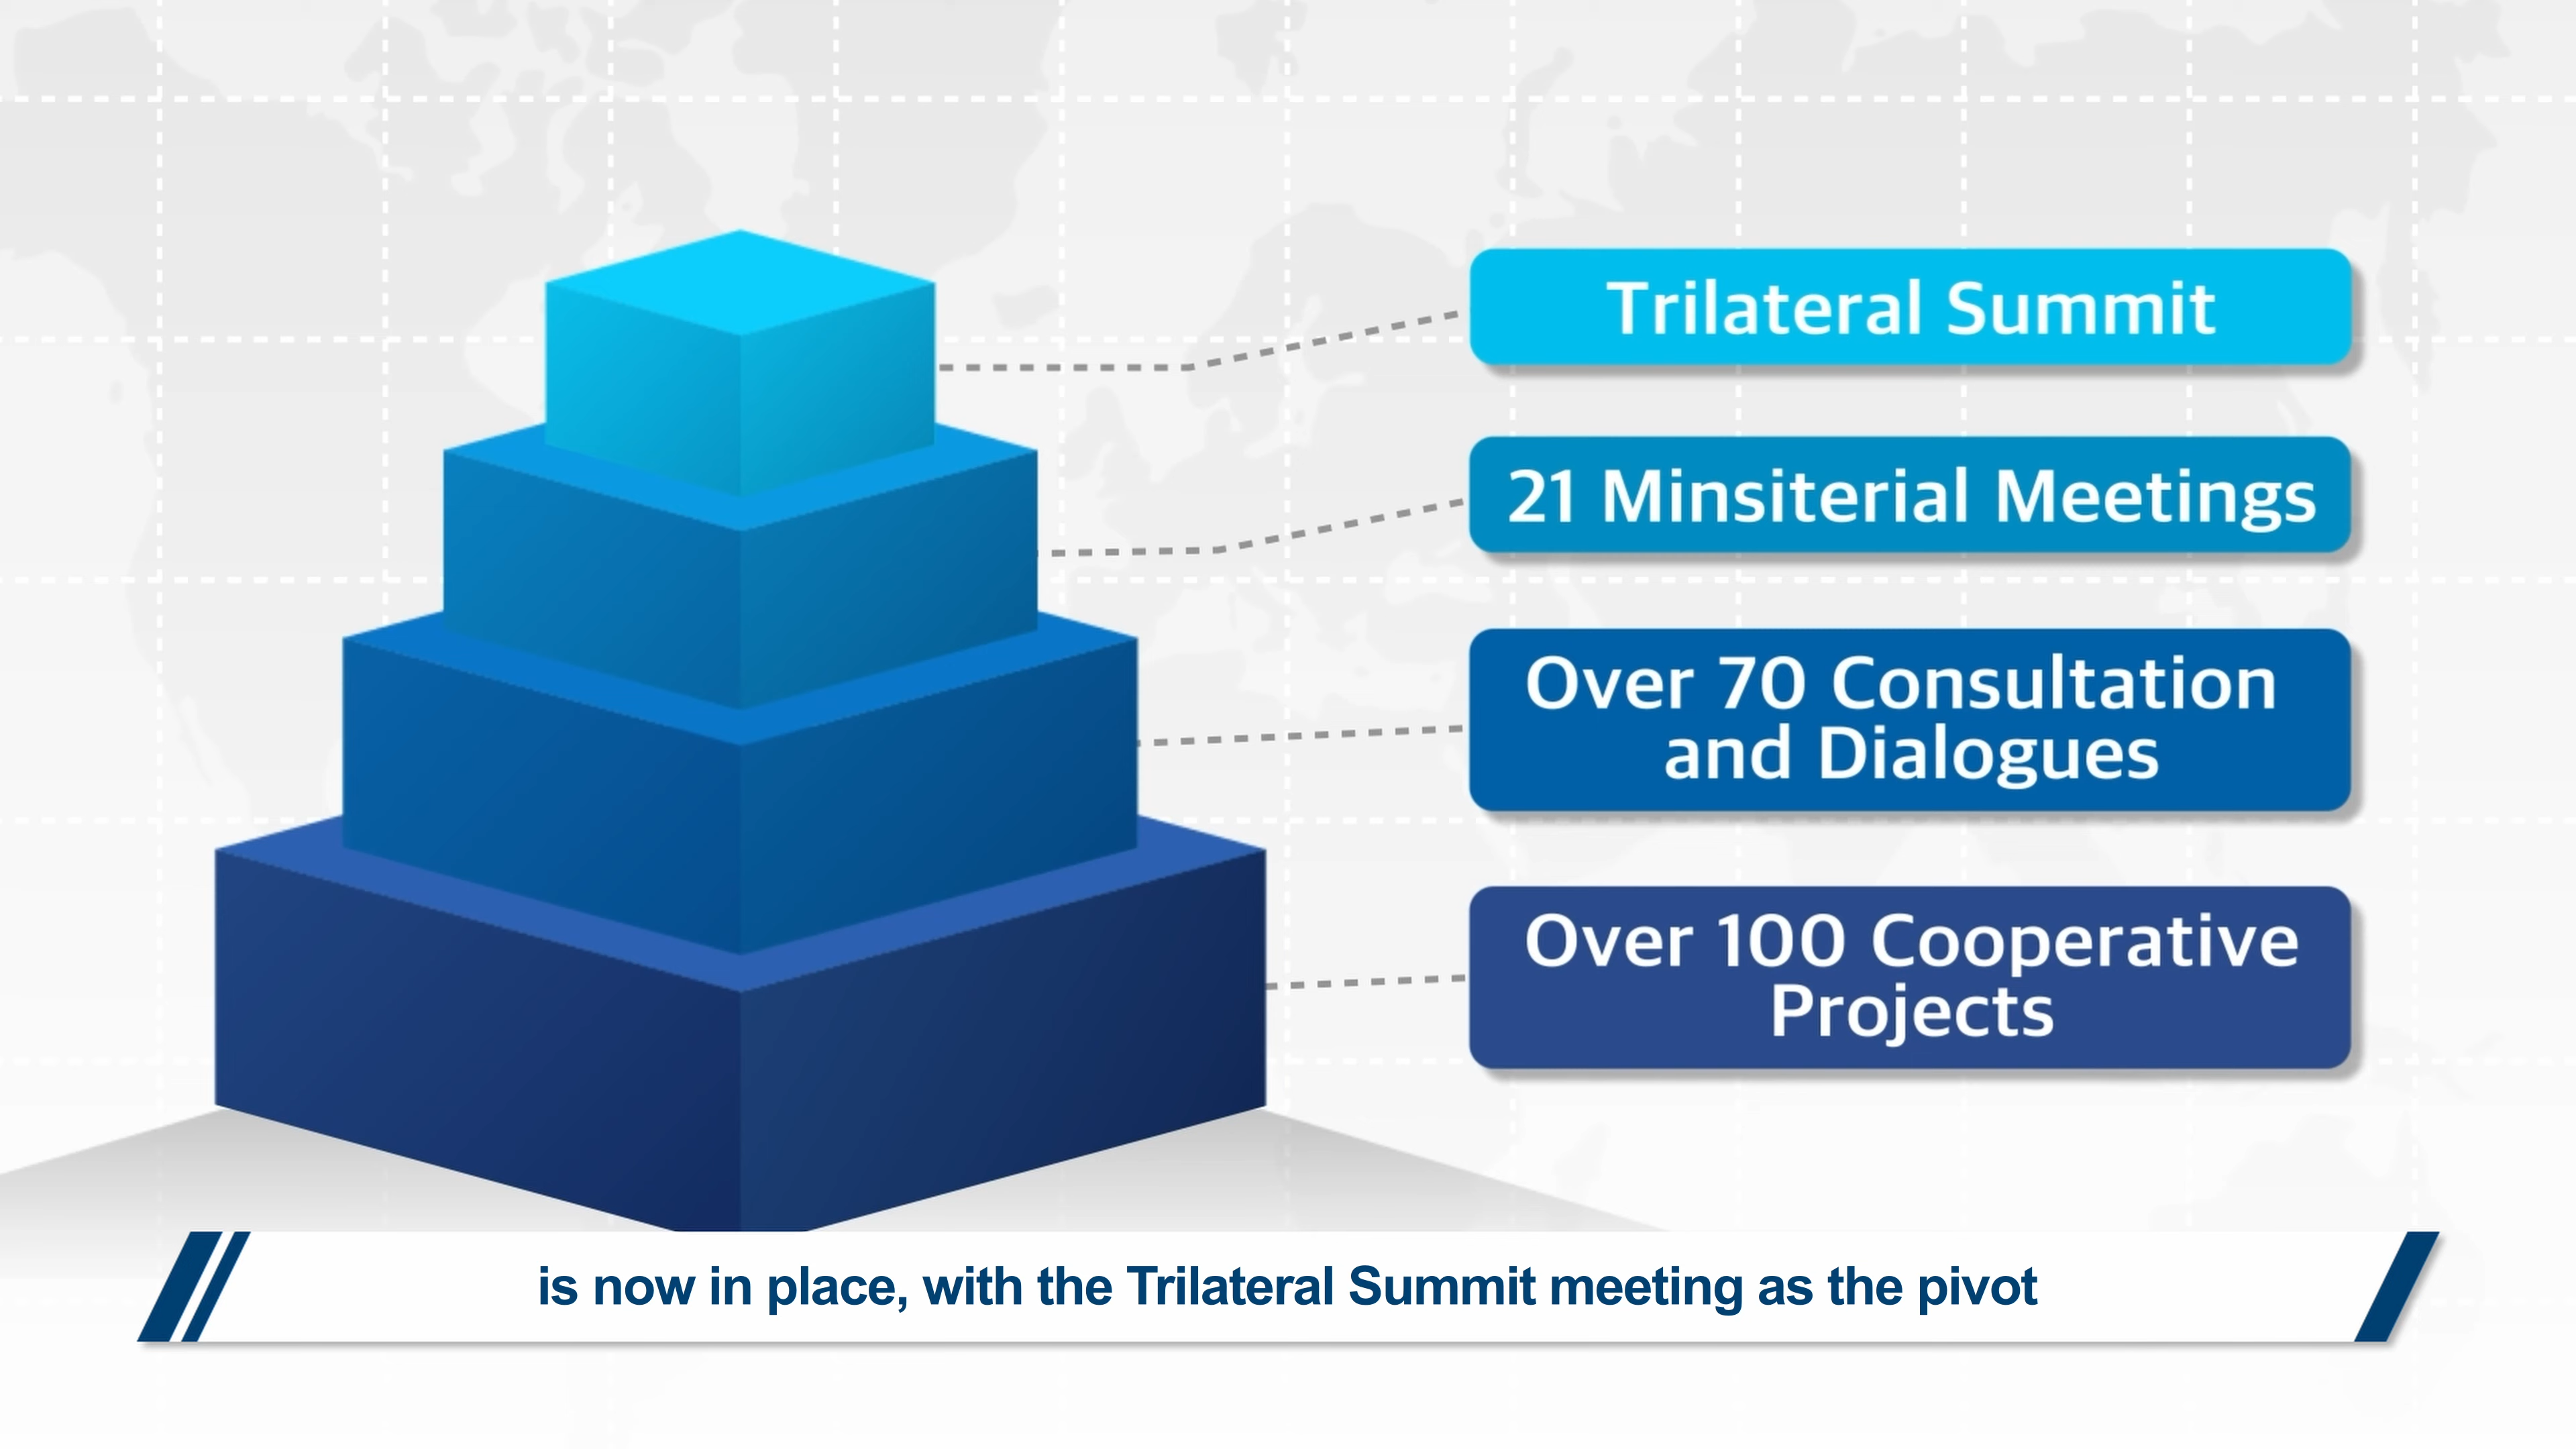 Trilateral Summit
21 Minsiterial Meetings
Over 70 Consultation
and Dialogues
Over 100 Cooperative
Projects
is now in place, with the Trilateral Summit meeting as the pivot